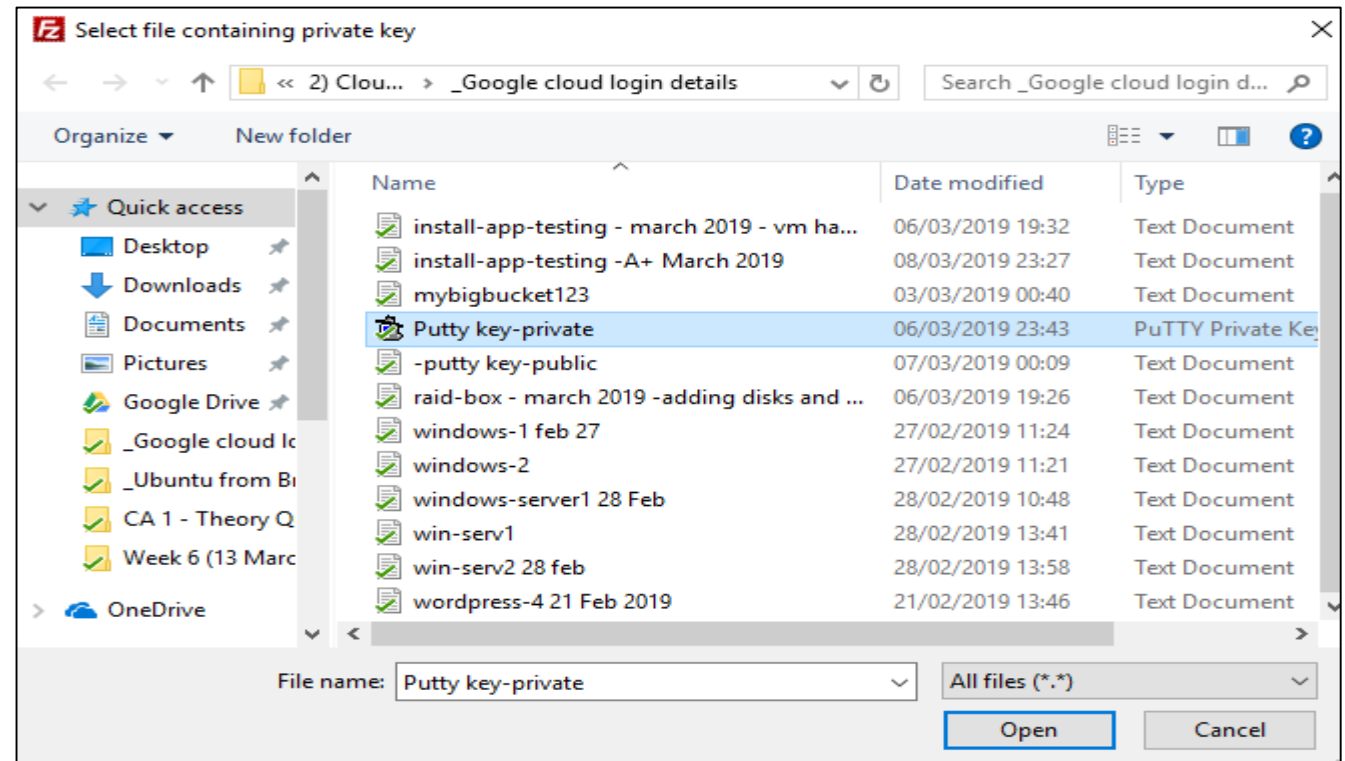 Fz Select file containing private key
« 2) Clou... › _Google cloud login details Search _Google cloud login d...
Organize New folder ?
Name Date modified Type
Quick access
install-app-testing - march 2019 - vm ha... 06/03/2019 19:32 Text Document
Desktop
install-app-testing -A+ March 2019 08/03/2019 23:27 Text Document
Downloads
mybigbucket123 03/03/2019 00:40 Text Document
Documents
Putty key-private 06/03/2019 23:43 PuTTY Private Key
Pictures
-putty key-public 07/03/2019 00:09 Text Document
Google Drive
raid-box - march 2019 -adding disks and ... 06/03/2019 19:26 Text Document
_Google cloud lo
windows-1 feb 27 27/02/2019 11:24 Text Document
_Ubuntu from Br
windows-2 27/02/2019 11:21 Text Document
CA 1 - Theory Q
windows-server1 28 Feb 28/02/2019 10:48 Text Document
win-serv1 28/02/2019 13:41 Text Document
Week 6 (13 Marc
win-serv2 28 feb 28/02/2019 13:58 Text Document
OneDrive
wordpress-4 21 Feb 2019 21/02/2019 13:46 Text Document
File name: Putty key-private All files (*.*)
Open Cancel